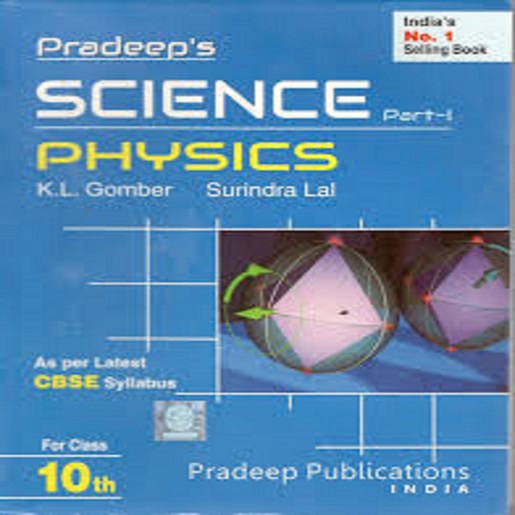 India's
No. 1
Selling Book
Pradeep's
SCIENCE Part-I
PHYSICS
K.L. Gomber Surindra Lal
As per Latest
CBSE Syllabus
For Class
10th
Pradeep Publications
INDIA